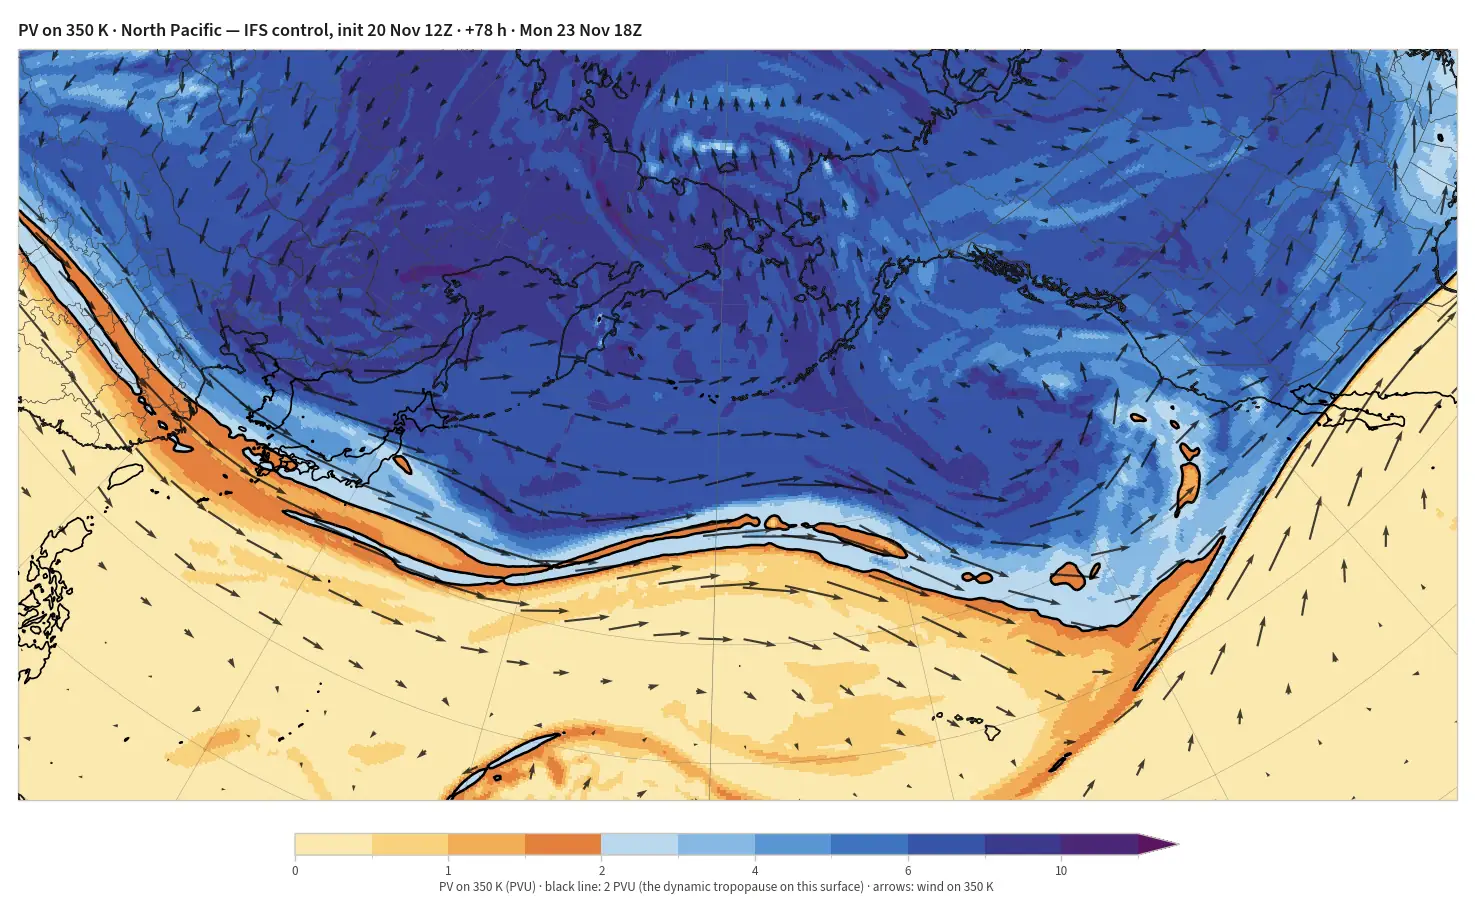 PV on 350 K · North Pacific — IFS control, init 20 Nov 12Z · +78 h · Mon 23 Nov 18Z
0 1 2 4 6 10
PV on 350 K (PVU) · black line: 2 PVU (the dynamic tropopause on this surface) · arrows: wind on 350 K